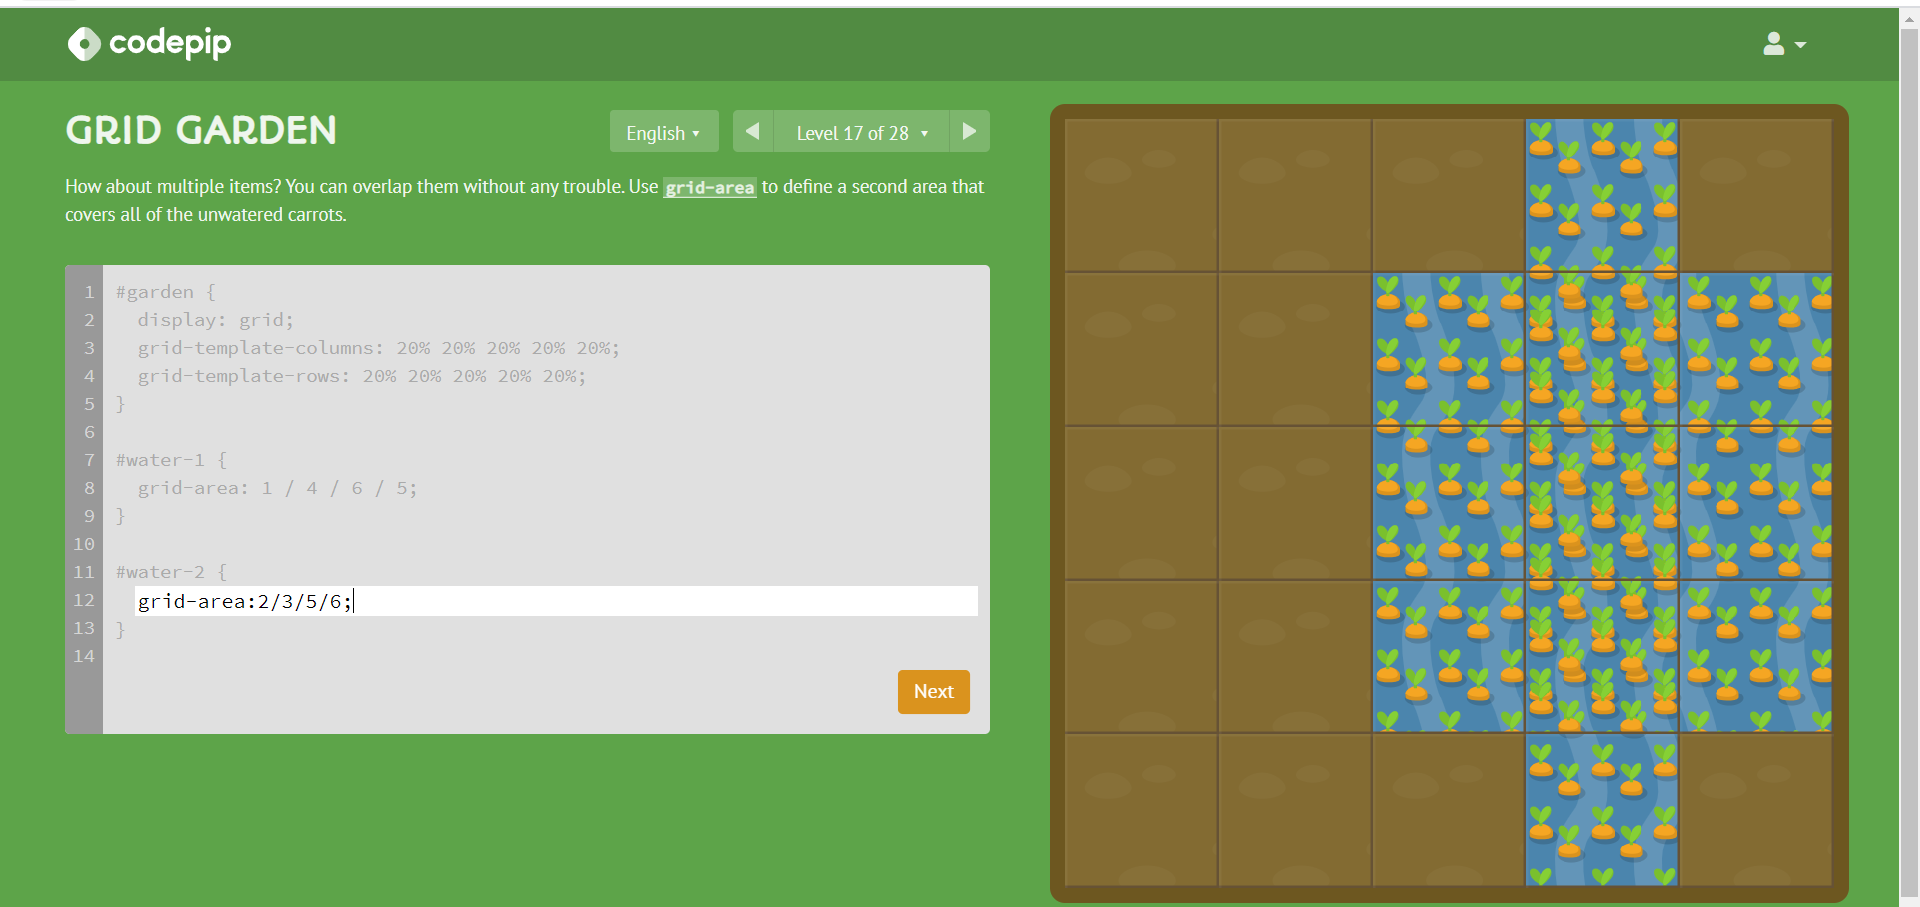 codepip
GRID GARDEN
English ▾
Level 17 of 28 ▾
How about multiple items? You can overlap them without any trouble. Use grid-area to define a second area that
covers all of the unwatered carrots.
1 #garden {
2 display: grid;
3 grid-template-columns: 20% 20% 20% 20% 20%;
4 grid-template-rows: 20% 20% 20% 20% 20%;
5 }
6
7 #water-1 {
8 grid-area: 1 / 4 / 6 / 5;
9 }
10
11 #water-2 {
12 grid-area:2/3/5/6;
13 }
14
Next